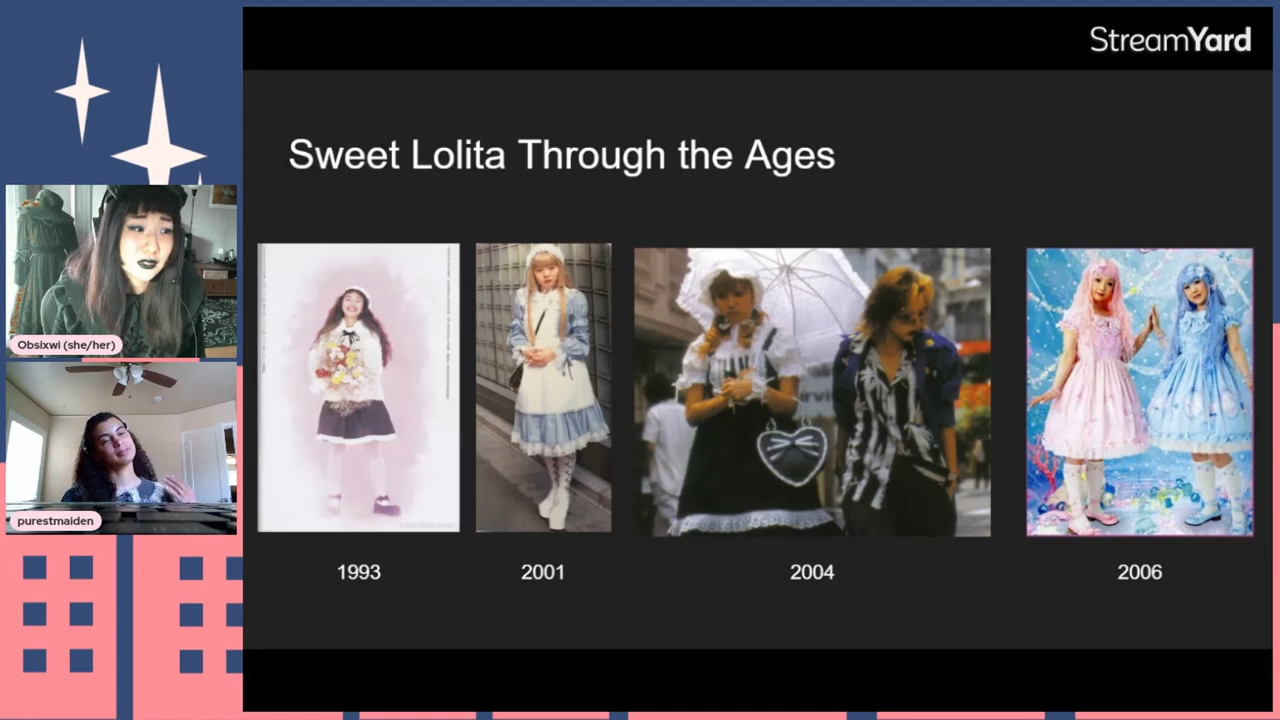 StreamYard
Sweet Lolita Through the Ages
Obsixwi (she/her)
purestmaiden
1993
2001
2004
2006